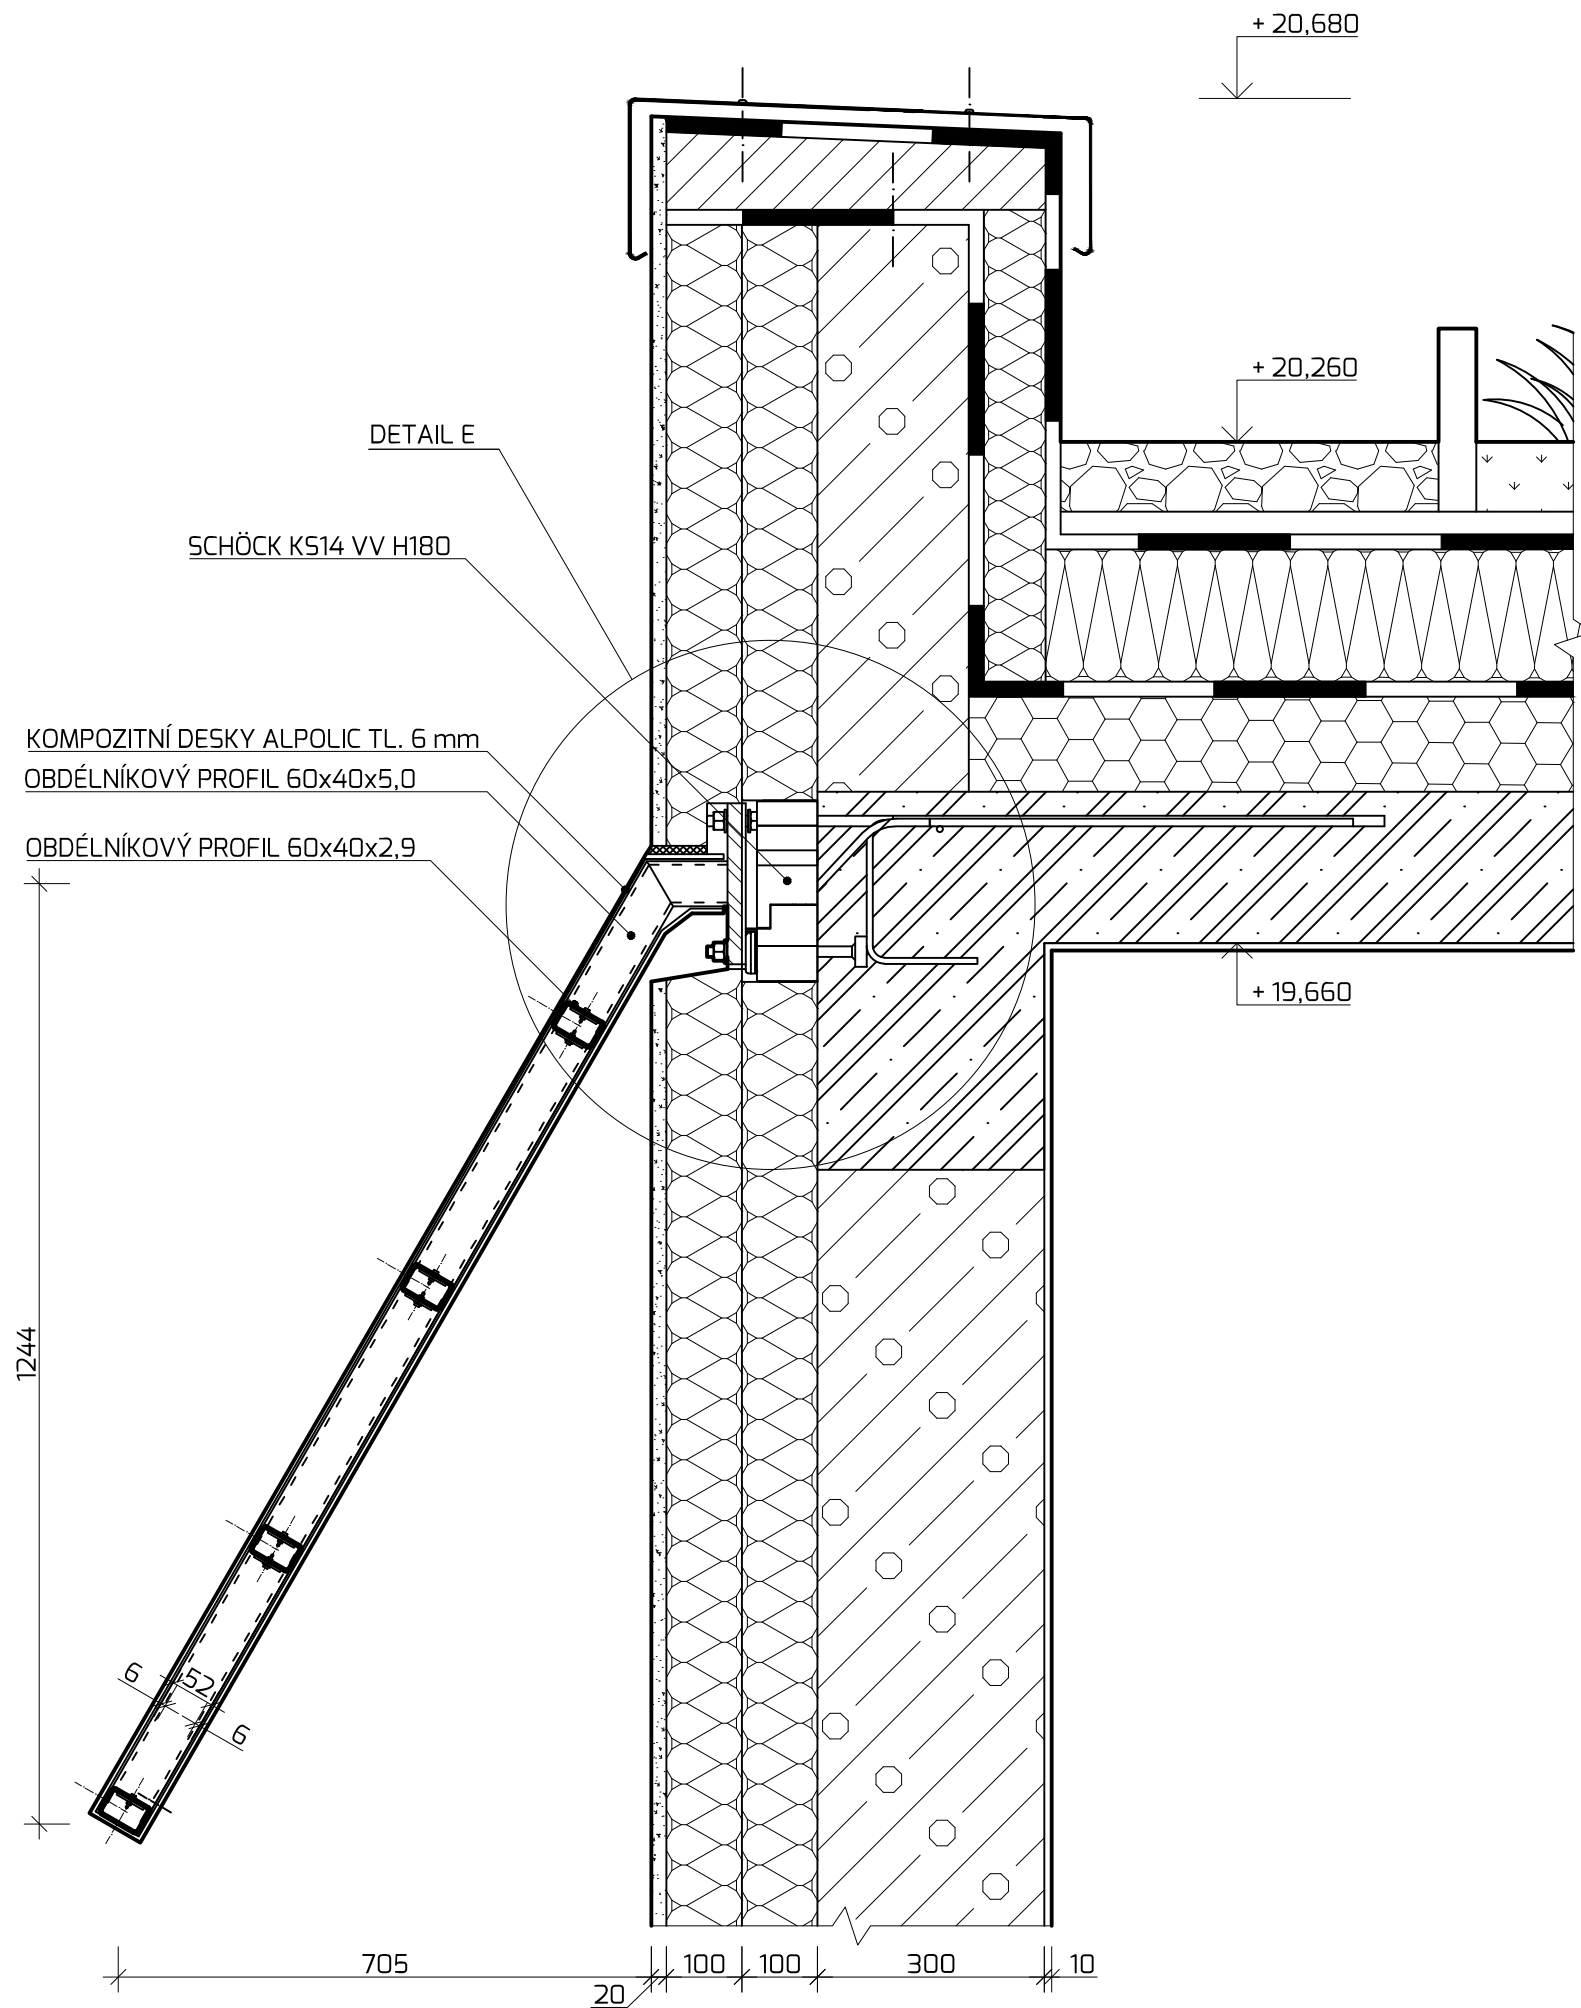 + 20,680
+ 20,260
DETAIL E
SCHÖCK KS14 VV H180
KOMPOZITNÍ DESKY ALPOLIC TL. 6 mm
OBDÉLNÍKOVÝ PROFIL 60x40x5,0
OBDÉLNÍKOVÝ PROFIL 60x40x2,9
+ 19,660
1244
6
52
6
705
20
100
100
300
10